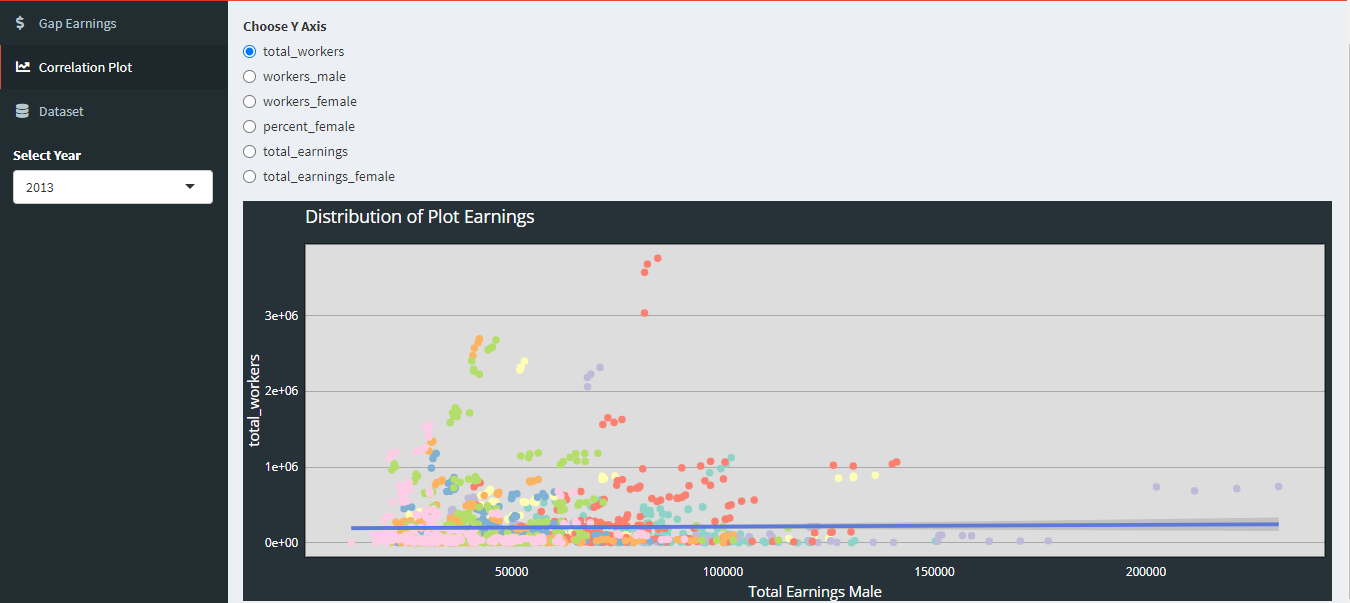 Gap Earnings
Correlation Plot
Dataset
Select Year
2013
Choose Y Axis
total_workers
workers_male
workers_female
percent_female
total_earnings
total_earnings_female
Distribution of Plot Earnings
total_workers
3e+06
2e+06
1e+06
0e+00
50000
100000
150000
200000
Total Earnings Male